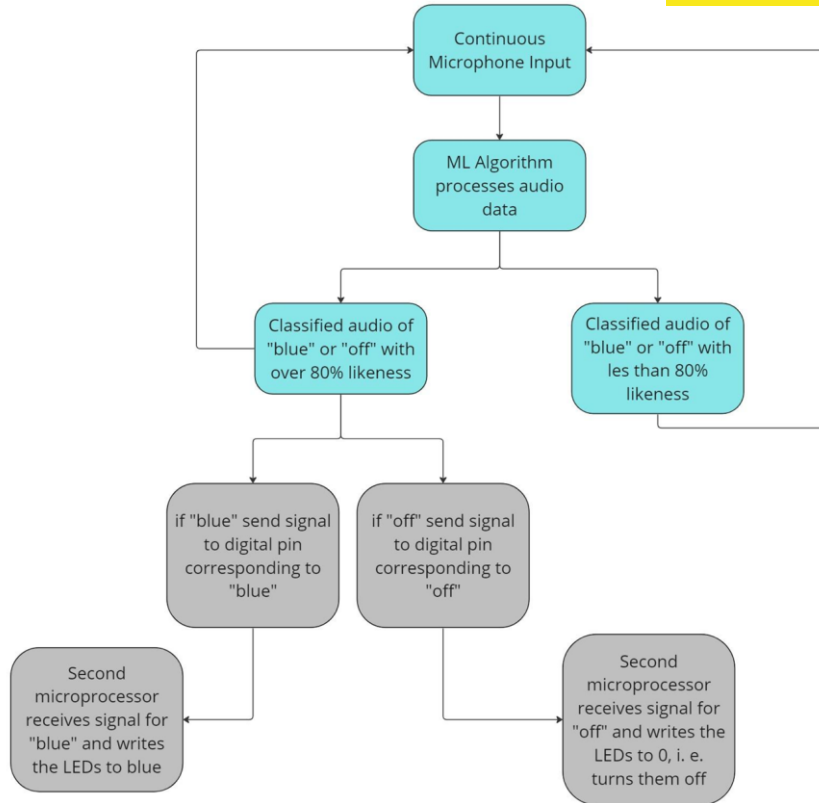 Continuous
Microphone Input
ML Algorithm
processes audio
data
Classified audio of
"blue" or "off" with
over 80% likeness
Classified audio of
"blue" or "off" with
les than 80%
likeness
if "blue" send signal
to digital pin
corresponding to
"blue"
if "off" send signal
to digital pin
corresponding to
"off"
Second
microprocessor
receives signal for
"blue" and writes
the LEDs to blue
Second
microprocessor
receives signal for
"off" and writes the
LEDs to 0, i. e.
turns them off